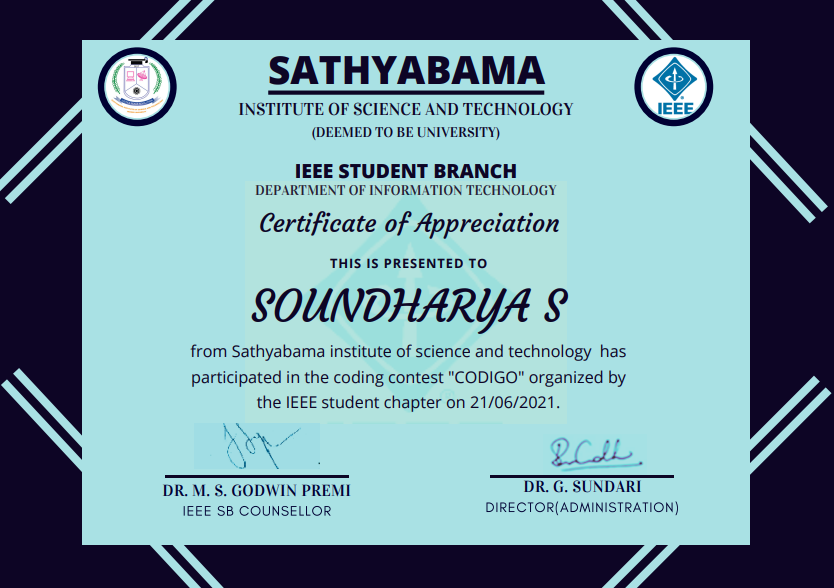 SATHYABAMA
INSTITUTE OF SCIENCE AND TECHNOLOGY
(DEEMED TO BE UNIVERSITY)
IEEE
IEEE STUDENT BRANCH
DEPARTMENT OF INFORMATION TECHNOLOGY
Certificate of Appreciation
THIS IS PRESENTED TO
SOUNDHARYA S
from Sathyabama institute of science and technology has
participated in the coding contest "CODIGO" organized by
the IEEE student chapter on 21/06/2021.
DR. M. S. GODWIN PREMI
IEEE SB COUNSELLOR
DR. G. SUNDARI
DIRECTOR(ADMINISTRATION)